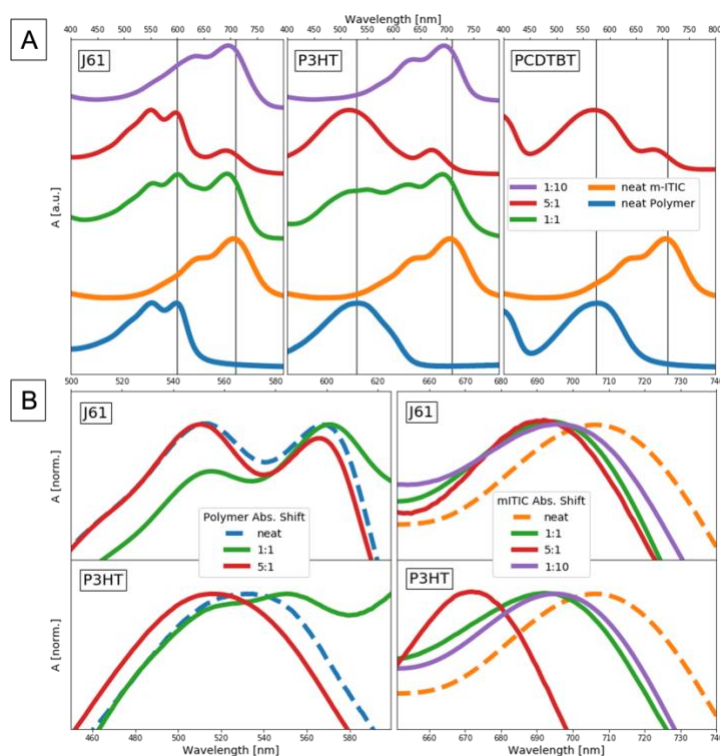 Wavelength [nm]
A
400 450 500 550 600 650 700 750 400 450 500 550 600 650 700 750 400 450 500 550 600 650 700 750 800
J61 P3HT PCDTBT
A [a.u.]
1:10 neat m-ITIC
5:1 neat Polymer
1:1
500 540 560 580 600 620 640 660 680 700 710 720 730 740
B
J61 J61
A [norm.]
Polymer Abs. Shift
neat
1:1
5:1
mITIC Abs. Shift
neat
1:1
5:1
1:10
P3HT P3HT
A [norm.]
460 480 500 520 540 560 580 650 660 670 680 690 700 710 720 730 740
Wavelength [nm] Wavelength [nm]